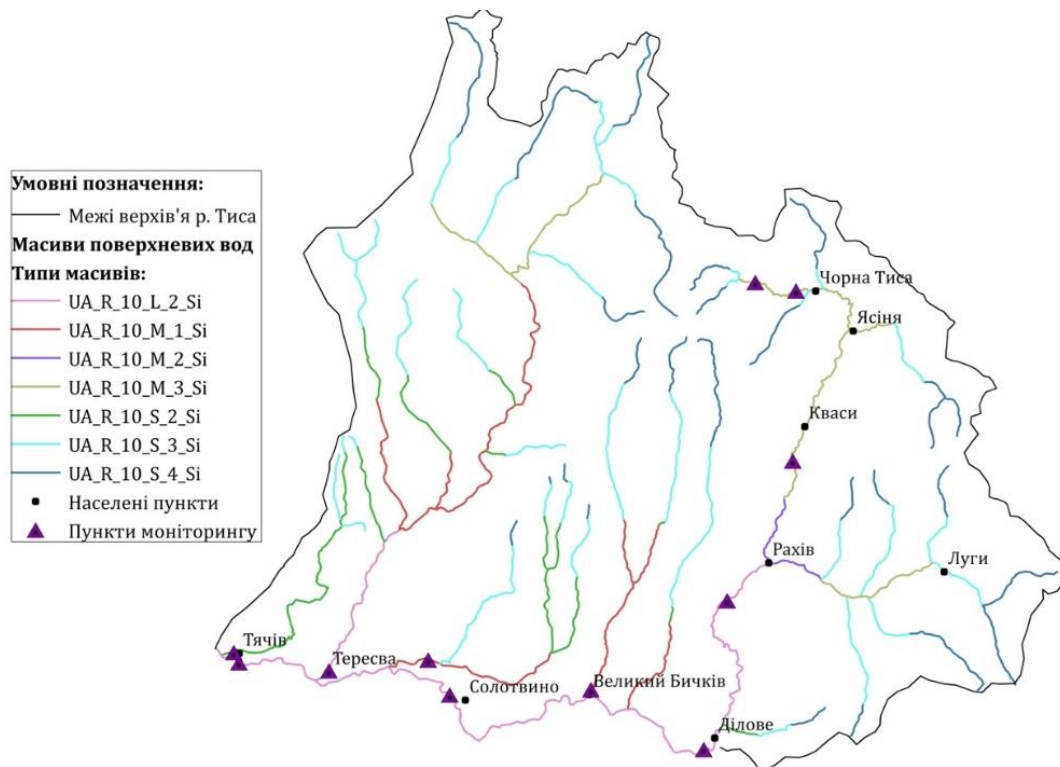 Умовні позначення:
Межі верхів'я р. Тиса
Масиви поверхневих вод
Типи масивів:
UA_R_10_L_2_Si
UA_R_10_M_1_Si
UA_R_10_M_2_Si
UA_R_10_M_3_Si
UA_R_10_S_2_Si
UA_R_10_S_3_Si
UA_R_10_S_4_Si
Населені пункти
Пункти моніторингу
Чорна Тиса
Ясіня
Кваси
Рахів
Луги
Тячів
Тересва
Солотвино
Великий Бичків
Ділове